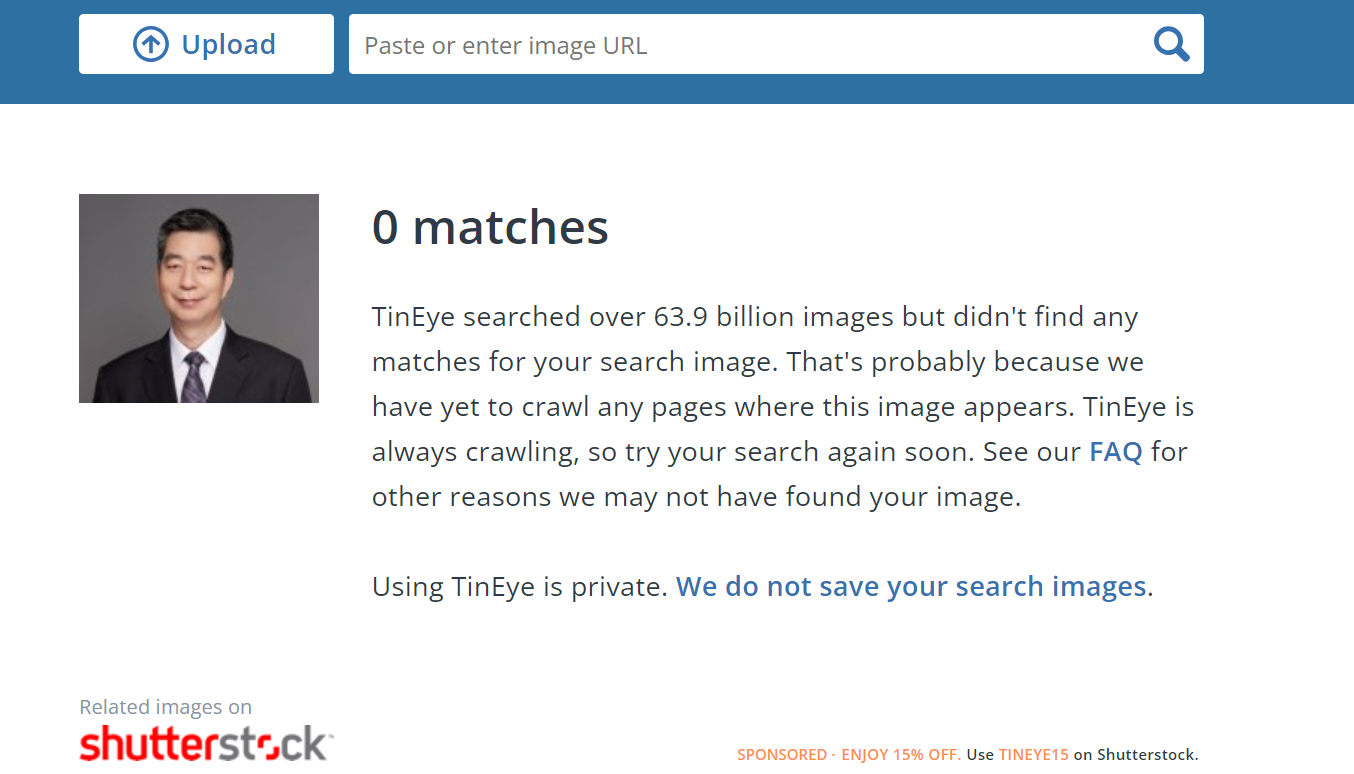 Upload
Paste or enter image URL
0 matches
TinEye searched over 63.9 billion images but didn't find any
matches for your search image. That's probably because we
have yet to crawl any pages where this image appears. TinEye is
always crawling, so try your search again soon. See our FAQ for
other reasons we may not have found your image.
Using TinEye is private. We do not save your search images.
Related images on
shutterstock™
SPONSORED · ENJOY 15% OFF. Use TINEYE15 on Shutterstock.